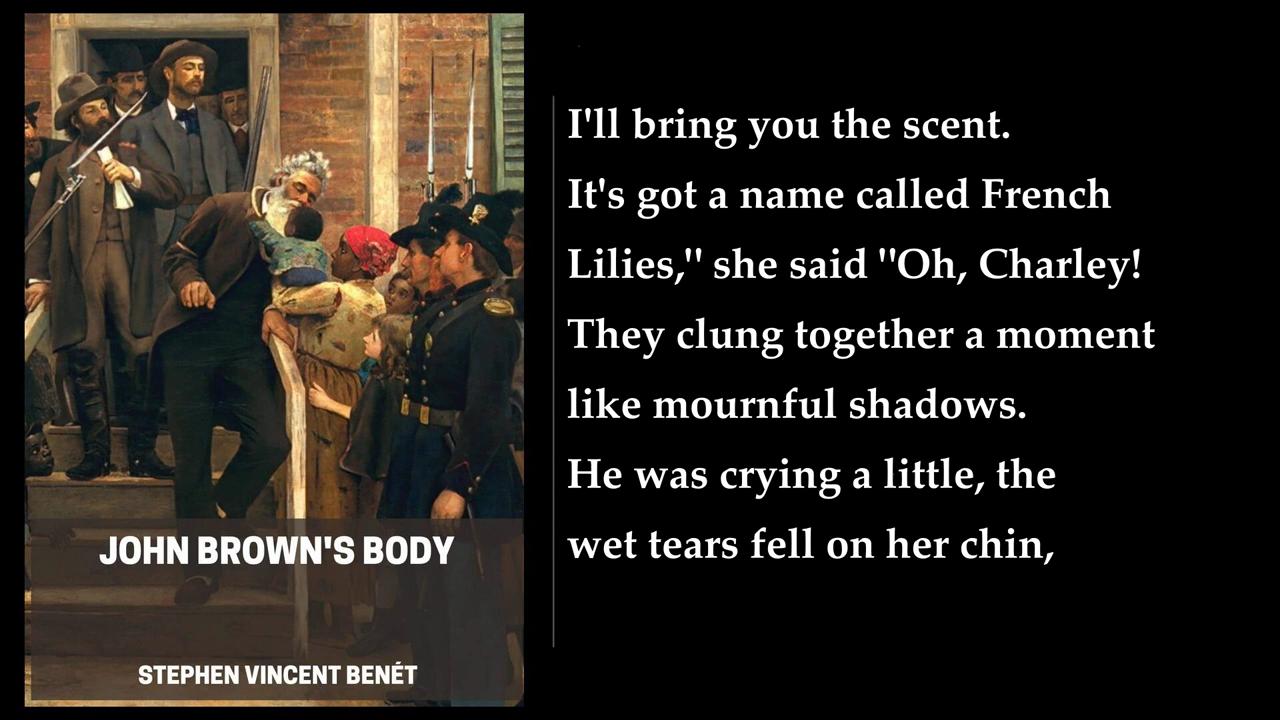 JOHN BROWN'S BODY
STEPHEN VINCENT BENÉT
I'll bring you the scent.
It's got a name called French
Lilies," she said "Oh, Charley!
They clung together a moment
like mournful shadows.
He was crying a little, the
wet tears fell on her chin,